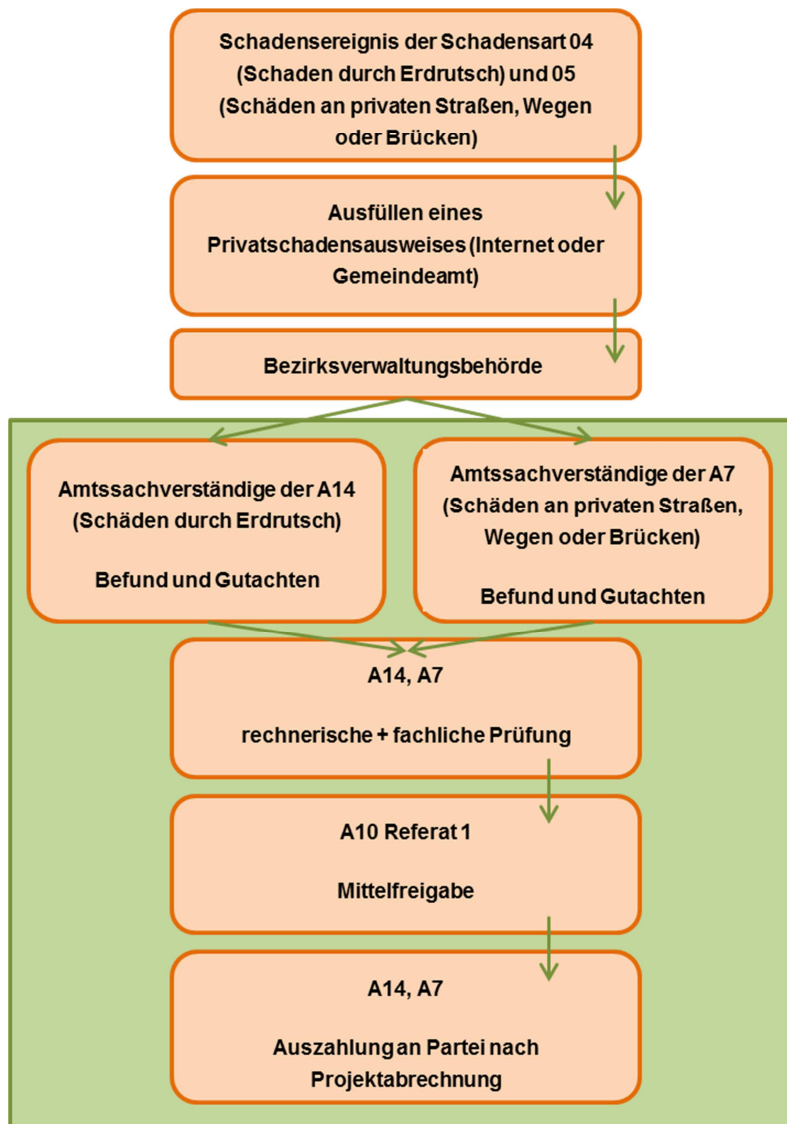 Schadensereignis der Schadensart 04
(Schaden durch Erdrutsch) und 05
(Schäden an privaten Straßen, Wegen
oder Brücken)
Ausfüllen eines
Privatschadensausweises (Internet oder
Gemeindeamt)
Bezirksverwaltungsbehörde
Amtssachverständige der A14
(Schäden durch Erdrutsch)
Befund und Gutachten
Amtssachverständige der A7
(Schäden an privaten Straßen,
Wegen oder Brücken)
Befund und Gutachten
A14, A7
rechnerische + fachliche Prüfung
A10 Referat 1
Mittelfreigabe
A14, A7
Auszahlung an Partei nach
Projektabrechnung